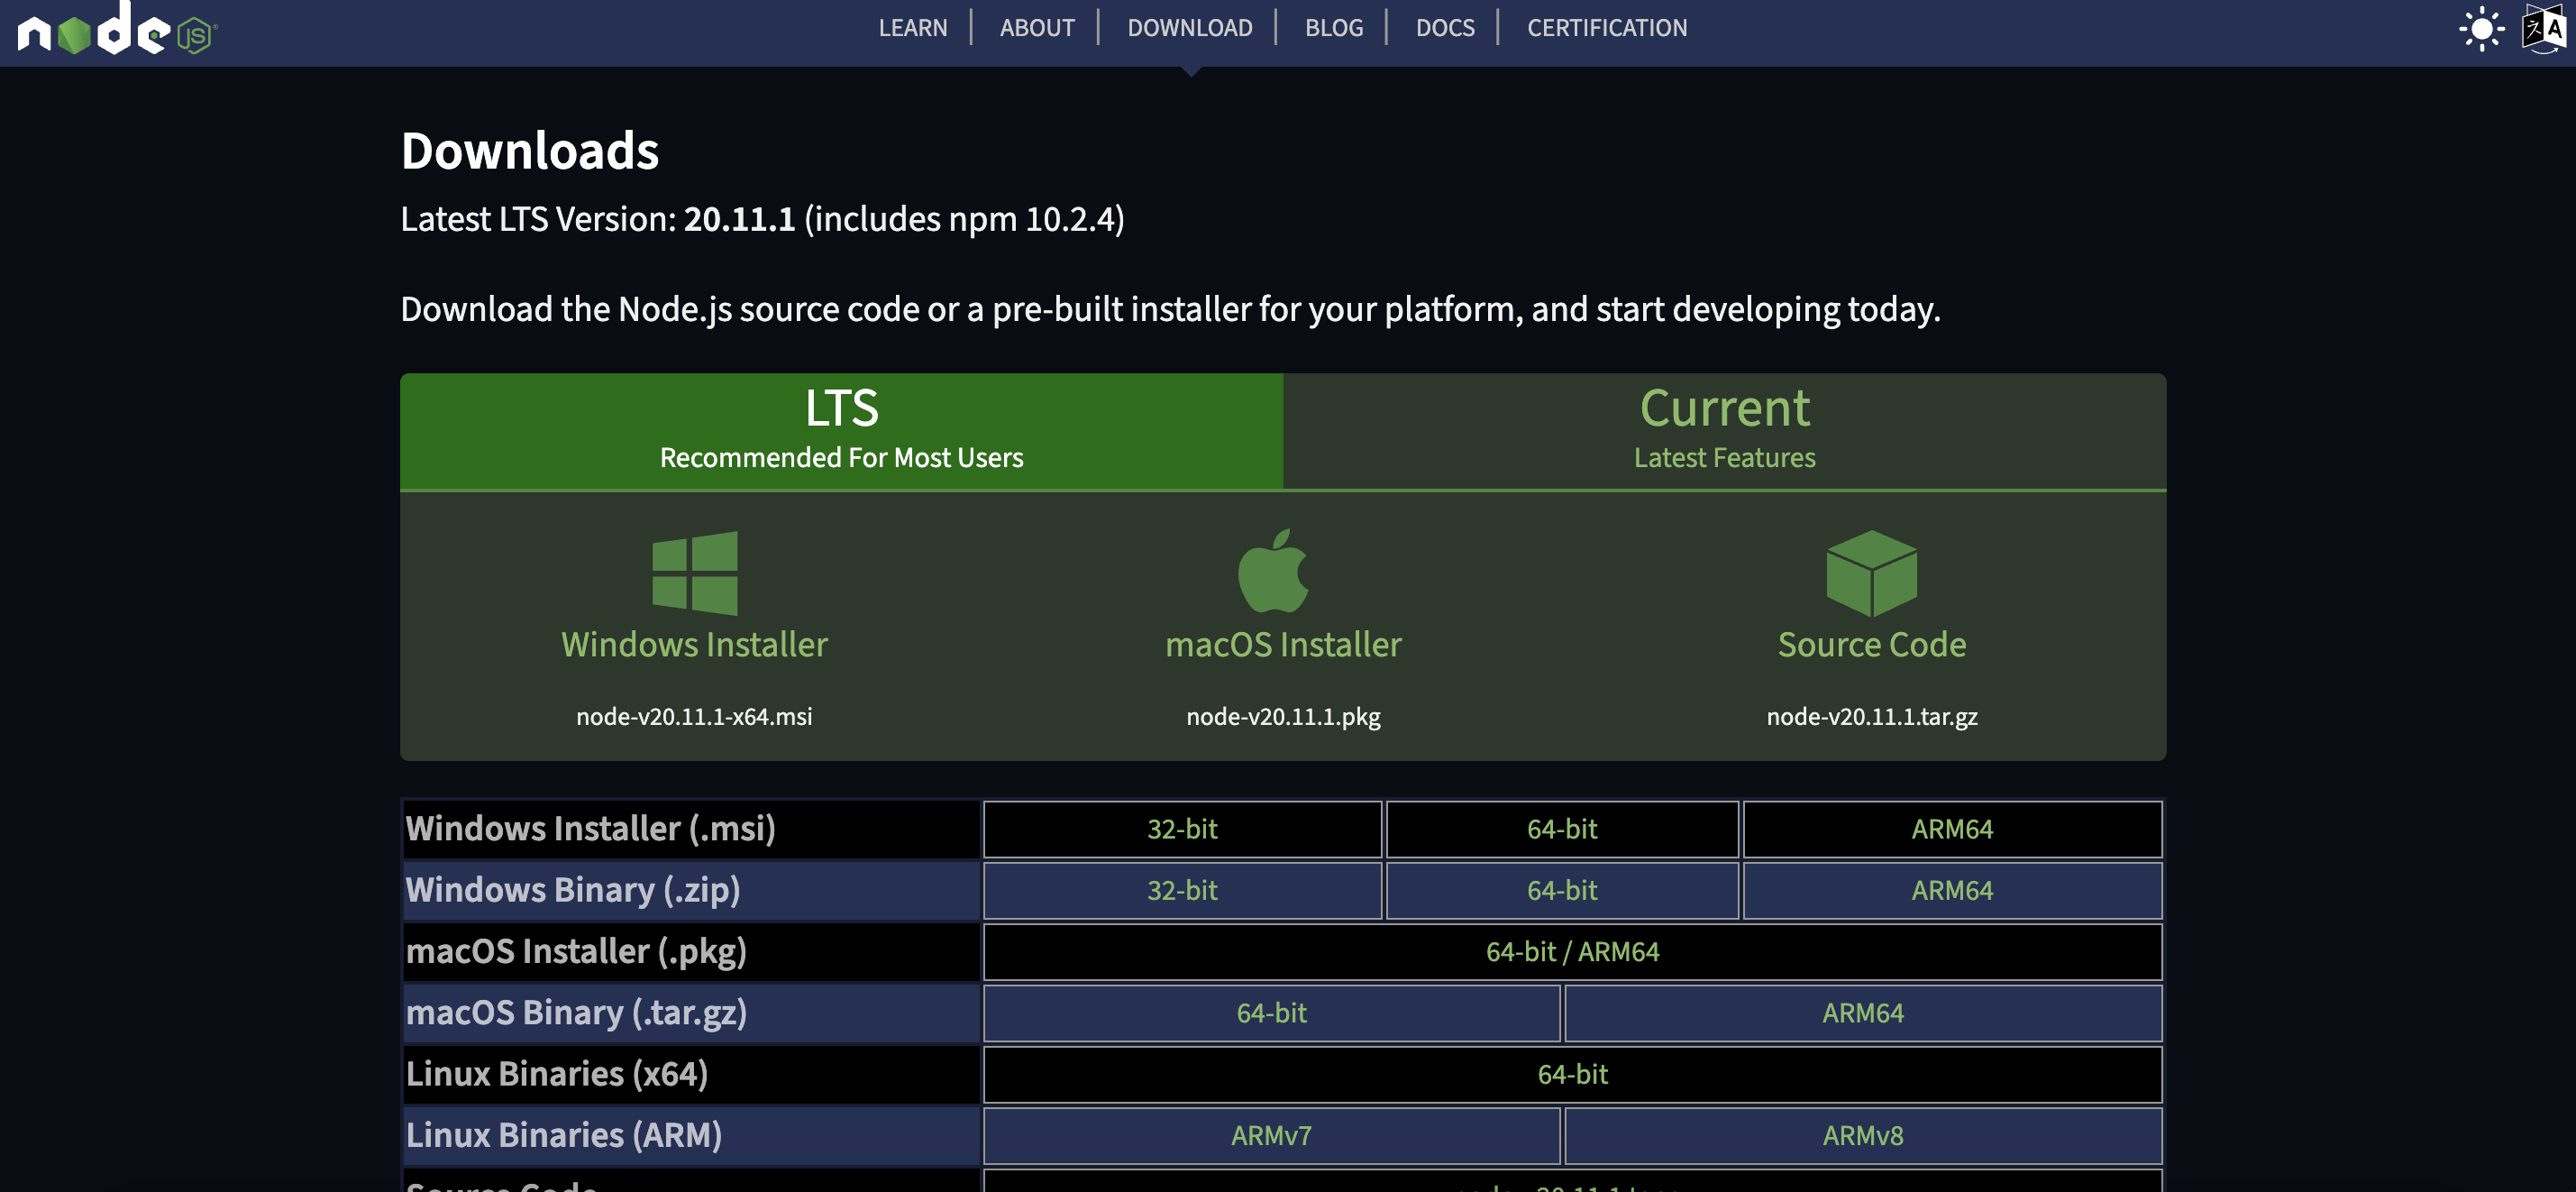 node JS
LEARN ABOUT DOWNLOAD BLOG DOCS CERTIFICATION
Downloads
Latest LTS Version: 20.11.1 (includes npm 10.2.4)
Download the Node.js source code or a pre-built installer for your platform, and start developing today.
LTS
Recommended For Most Users
Current
Latest Features
Windows Installer
node-v20.11.1-x64.msi
macOS Installer
node-v20.11.1.pkg
Source Code
node-v20.11.1.tar.gz
Windows Installer (.msi) 32-bit 64-bit ARM64
Windows Binary (.zip) 32-bit 64-bit ARM64
macOS Installer (.pkg) 64-bit / ARM64
macOS Binary (.tar.gz) 64-bit ARM64
Linux Binaries (x64) 64-bit
Linux Binaries (ARM) ARMv7 ARMv8
Source Code